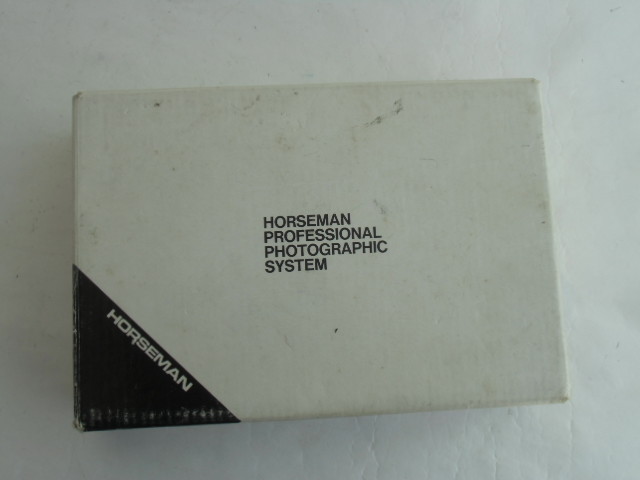 HORSEMAN
PROFESSIONAL
PHOTOGRAPHIC
SYSTEM
HORSEMAN